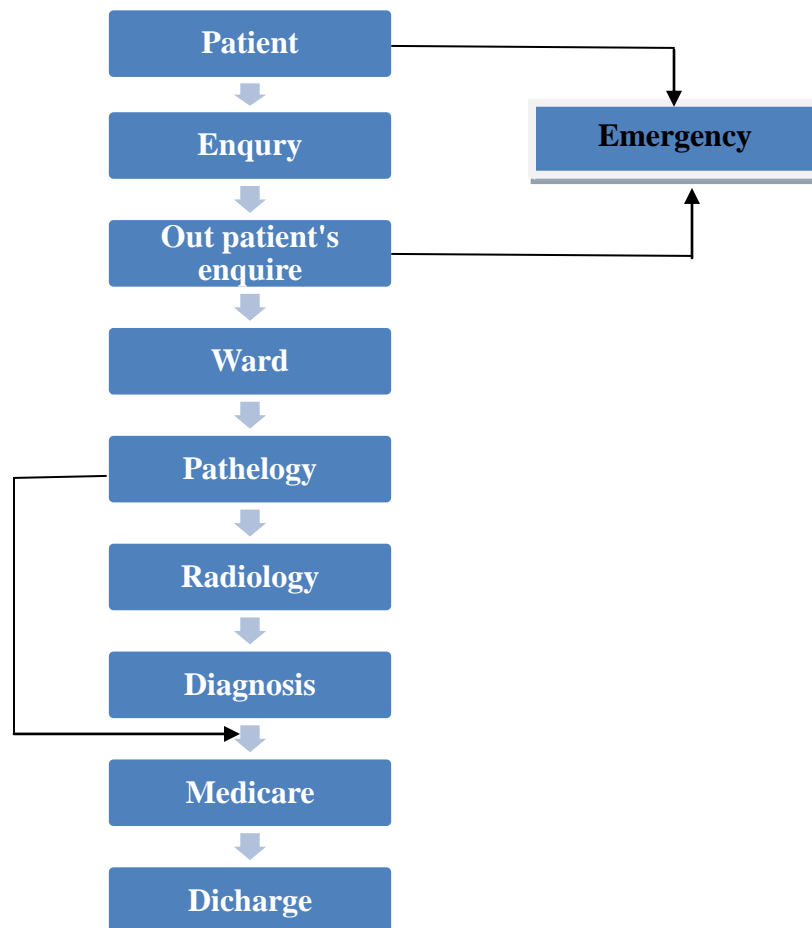 Patient
Enqury
Emergency
Out patient's
enquire
Ward
Pathelogy
Radiology
Diagnosis
Medicare
Dicharge